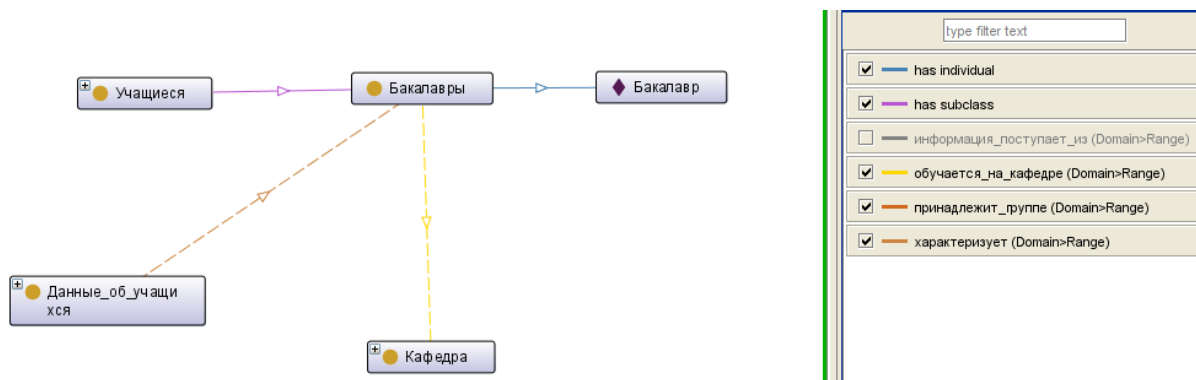 Учащиеся
Бакалавры
Бакалавр
Данные_об_учащи
хся
Кафедра
type filter text
has individual
has subclass
информация_поступает_из (Domain>Range)
обучается_на_кафедре (Domain>Range)
принадлежит_группе (Domain>Range)
характеризует (Domain>Range)